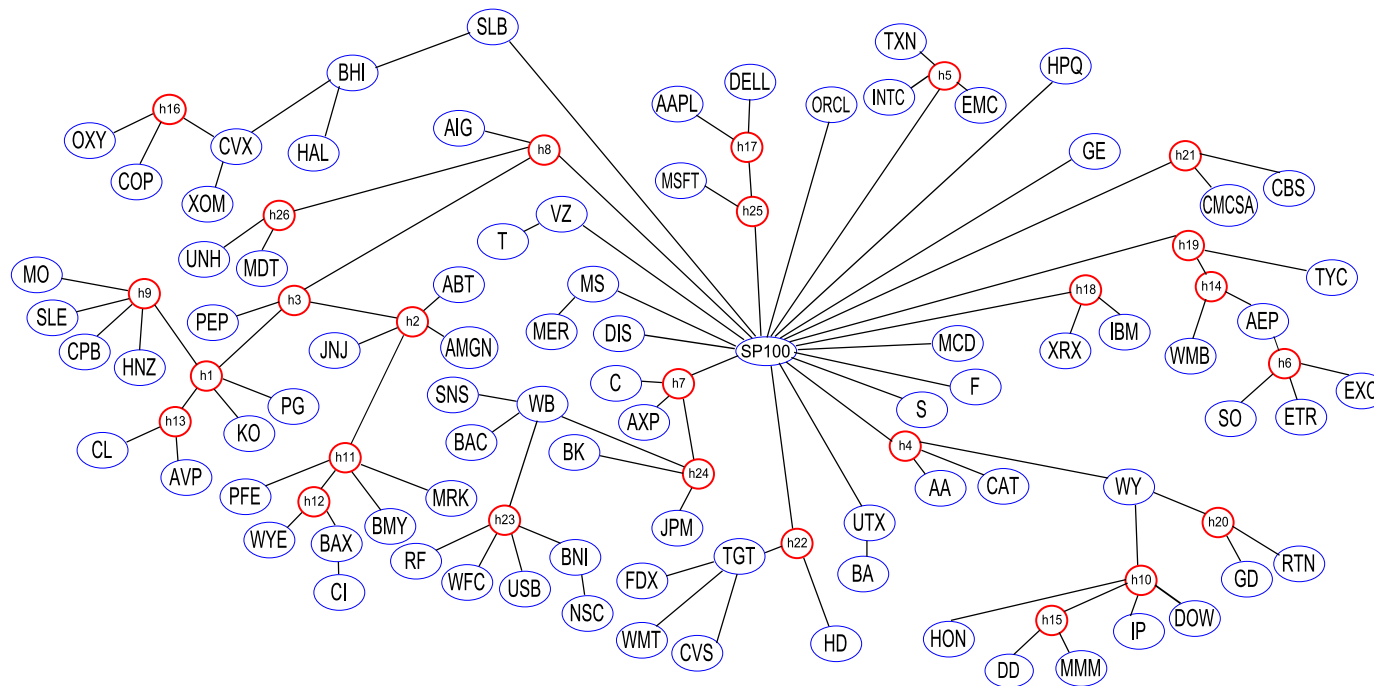 SLB
TXN
BHI
HPQ
h5
DELL
INTC
EMC
AAPL
ORCL
h16
OXY
AIG
CVX
HAL
h17
h8
GE
h21
COP
MSFT
CBS
XOM
CMCSA
h26
VZ
h25
T
UNH
MDT
h19
MO
TYC
ABT
MS
h9
h18
h14
h3
SLE
PEP
h2
MER
DIS
AEP
IBM
JNJ
AMGN
MCD
XRX
WMB
CPB
SP100
HNZ
h6
h1
C
h7
F
EXC
SNS
WB
PG
S
SO
ETR
h13
AXP
KO
CL
BAC
h4
BK
h11
AVP
h24
AA
CAT
WY
PFE
MRK
h12
BMY
JPM
UTX
h23
h20
WYE
BAX
h22
RF
BNI
TGT
RTN
WFC
USB
FDX
BA
GD
h10
CI
NSC
DOW
h15
IP
WMT
HD
HON
CVS
DD
MMM